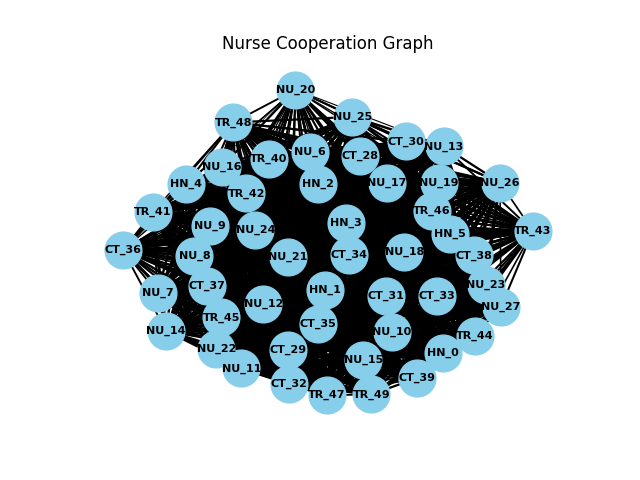 Nurse Cooperation Graph
NU_20
NU_25
TR_48
CT_30
NU_13
NU_6
CT_28
TR_40
NU_16
HN_4
HN_2
NU_17
NU_19
NU_26
TR_42
TR_41
TR_46
HN_3
NU_9
NU_24
HN_5
TR_43
CT_36
NU_18
CT_34
NU_8
NU_21
CT_38
CT_37
NU_23
HN_1
NU_7
CT_31
CT_33
NU_12
NU_27
TR_45
CT_35
NU_14
NU_10
TR_44
NU_22
CT_29
HN_0
NU_15
NU_11
CT_39
CT_32
TR_47
TR_49